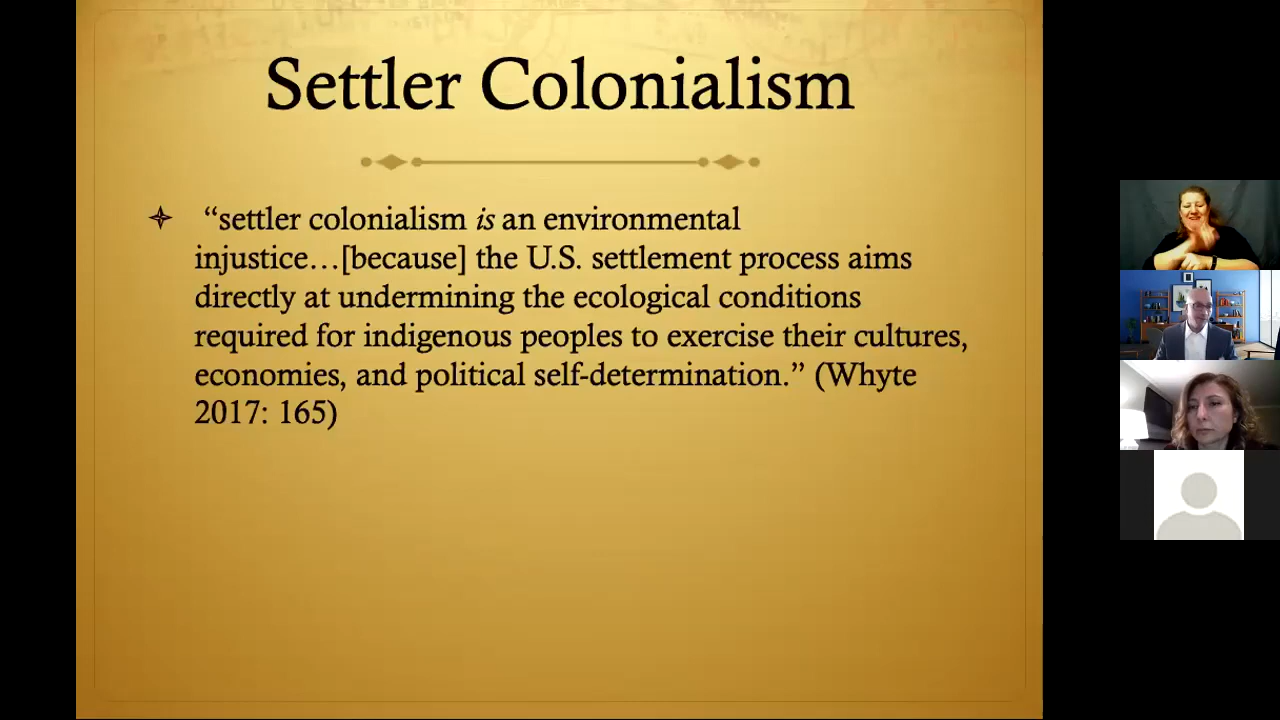 Settler Colonialism
“settler colonialism is an environmental
injustice…[because] the U.S. settlement process aims
directly at undermining the ecological conditions
required for indigenous peoples to exercise their cultures,
economies, and political self-determination.” (Whyte
2017: 165)